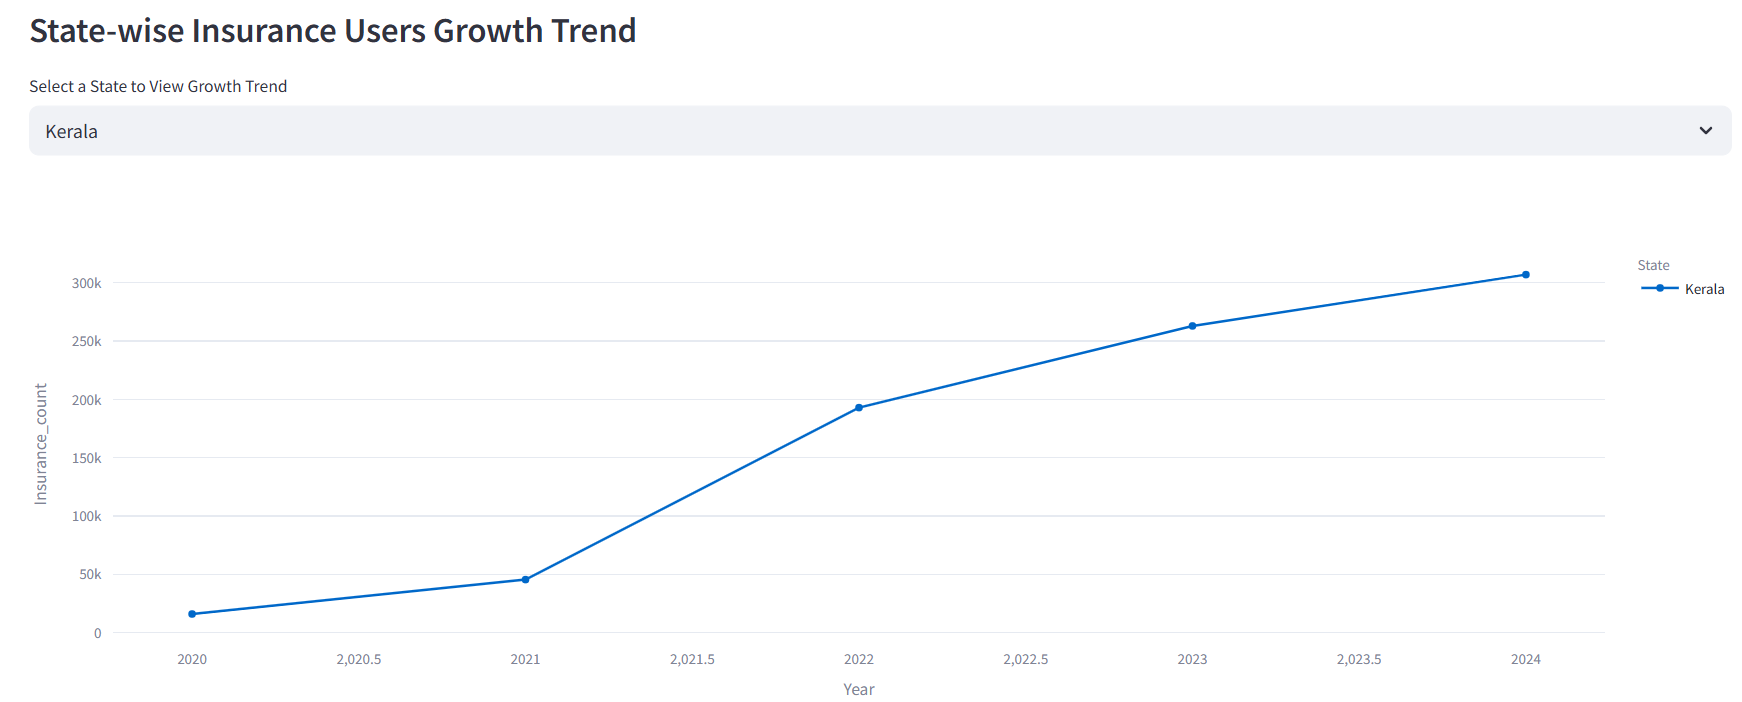 State-wise Insurance Users Growth Trend
Select a State to View Growth Trend
Kerala
State
Kerala
300k
250k
200k
150k
100k
50k
0
Insurance_count
2020 2,020.5 2021 2,021.5 2022 2,022.5 2023 2,023.5 2024
Year